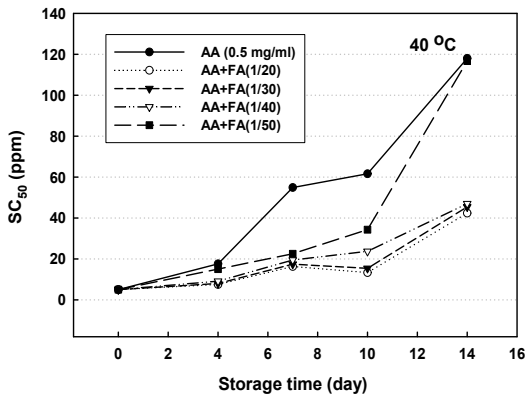 140
120
100
80
60
40
20
0
SC50 (ppm)
AA (0.5 mg/ml)
AA+FA(1/20)
AA+FA(1/30)
AA+FA(1/40)
AA+FA(1/50)
40 °C
0 2 4 6 8 10 12 14 16
Storage time (day)